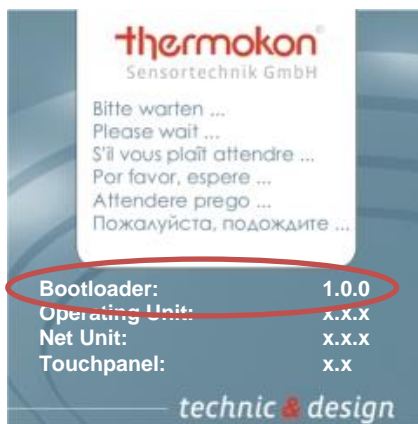 thermokon®
Sensortechnik GmbH
Bitte warten ...
Please wait ...
S'il vous plaît attendre ...
Por favor, espere ...
Attendere prego ...
Пожалуйста, подождите ...
Bootloader: 1.0.0
Operating Unit: x.x.x
Net Unit: x.x.x
Touchpanel: x.x
technic & design